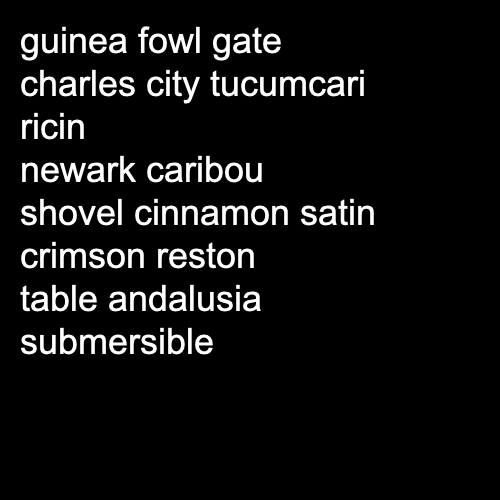 guinea fowl gate
charles city tucumcari
ricin
newark caribou
shovel cinnamon satin
crimson reston
table andalusia
submersible